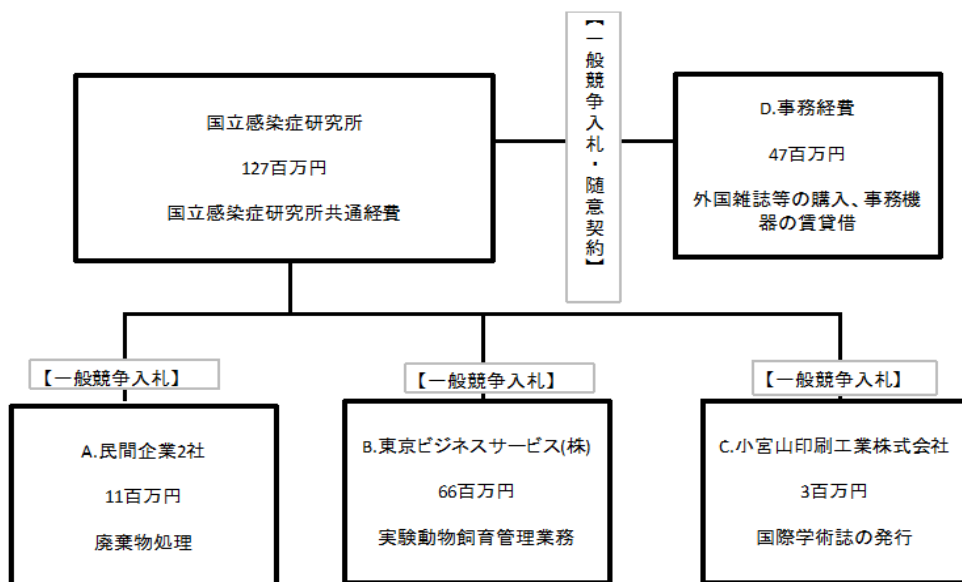 国立感染症研究所
127百万円
国立感染症研究所共通経費
【一般競争入札・随意契約】
D.事務経費
47百万円
外国雑誌等の購入、事務機
器の賃貸借
【一般競争入札】
A.民間企業2社
11百万円
廃棄物処理
【一般競争入札】
B.東京ビジネスサービス(株)
66百万円
実験動物飼育管理業務
【一般競争入札】
C.小宮山印刷工業株式会社
3百万円
国際学術誌の発行